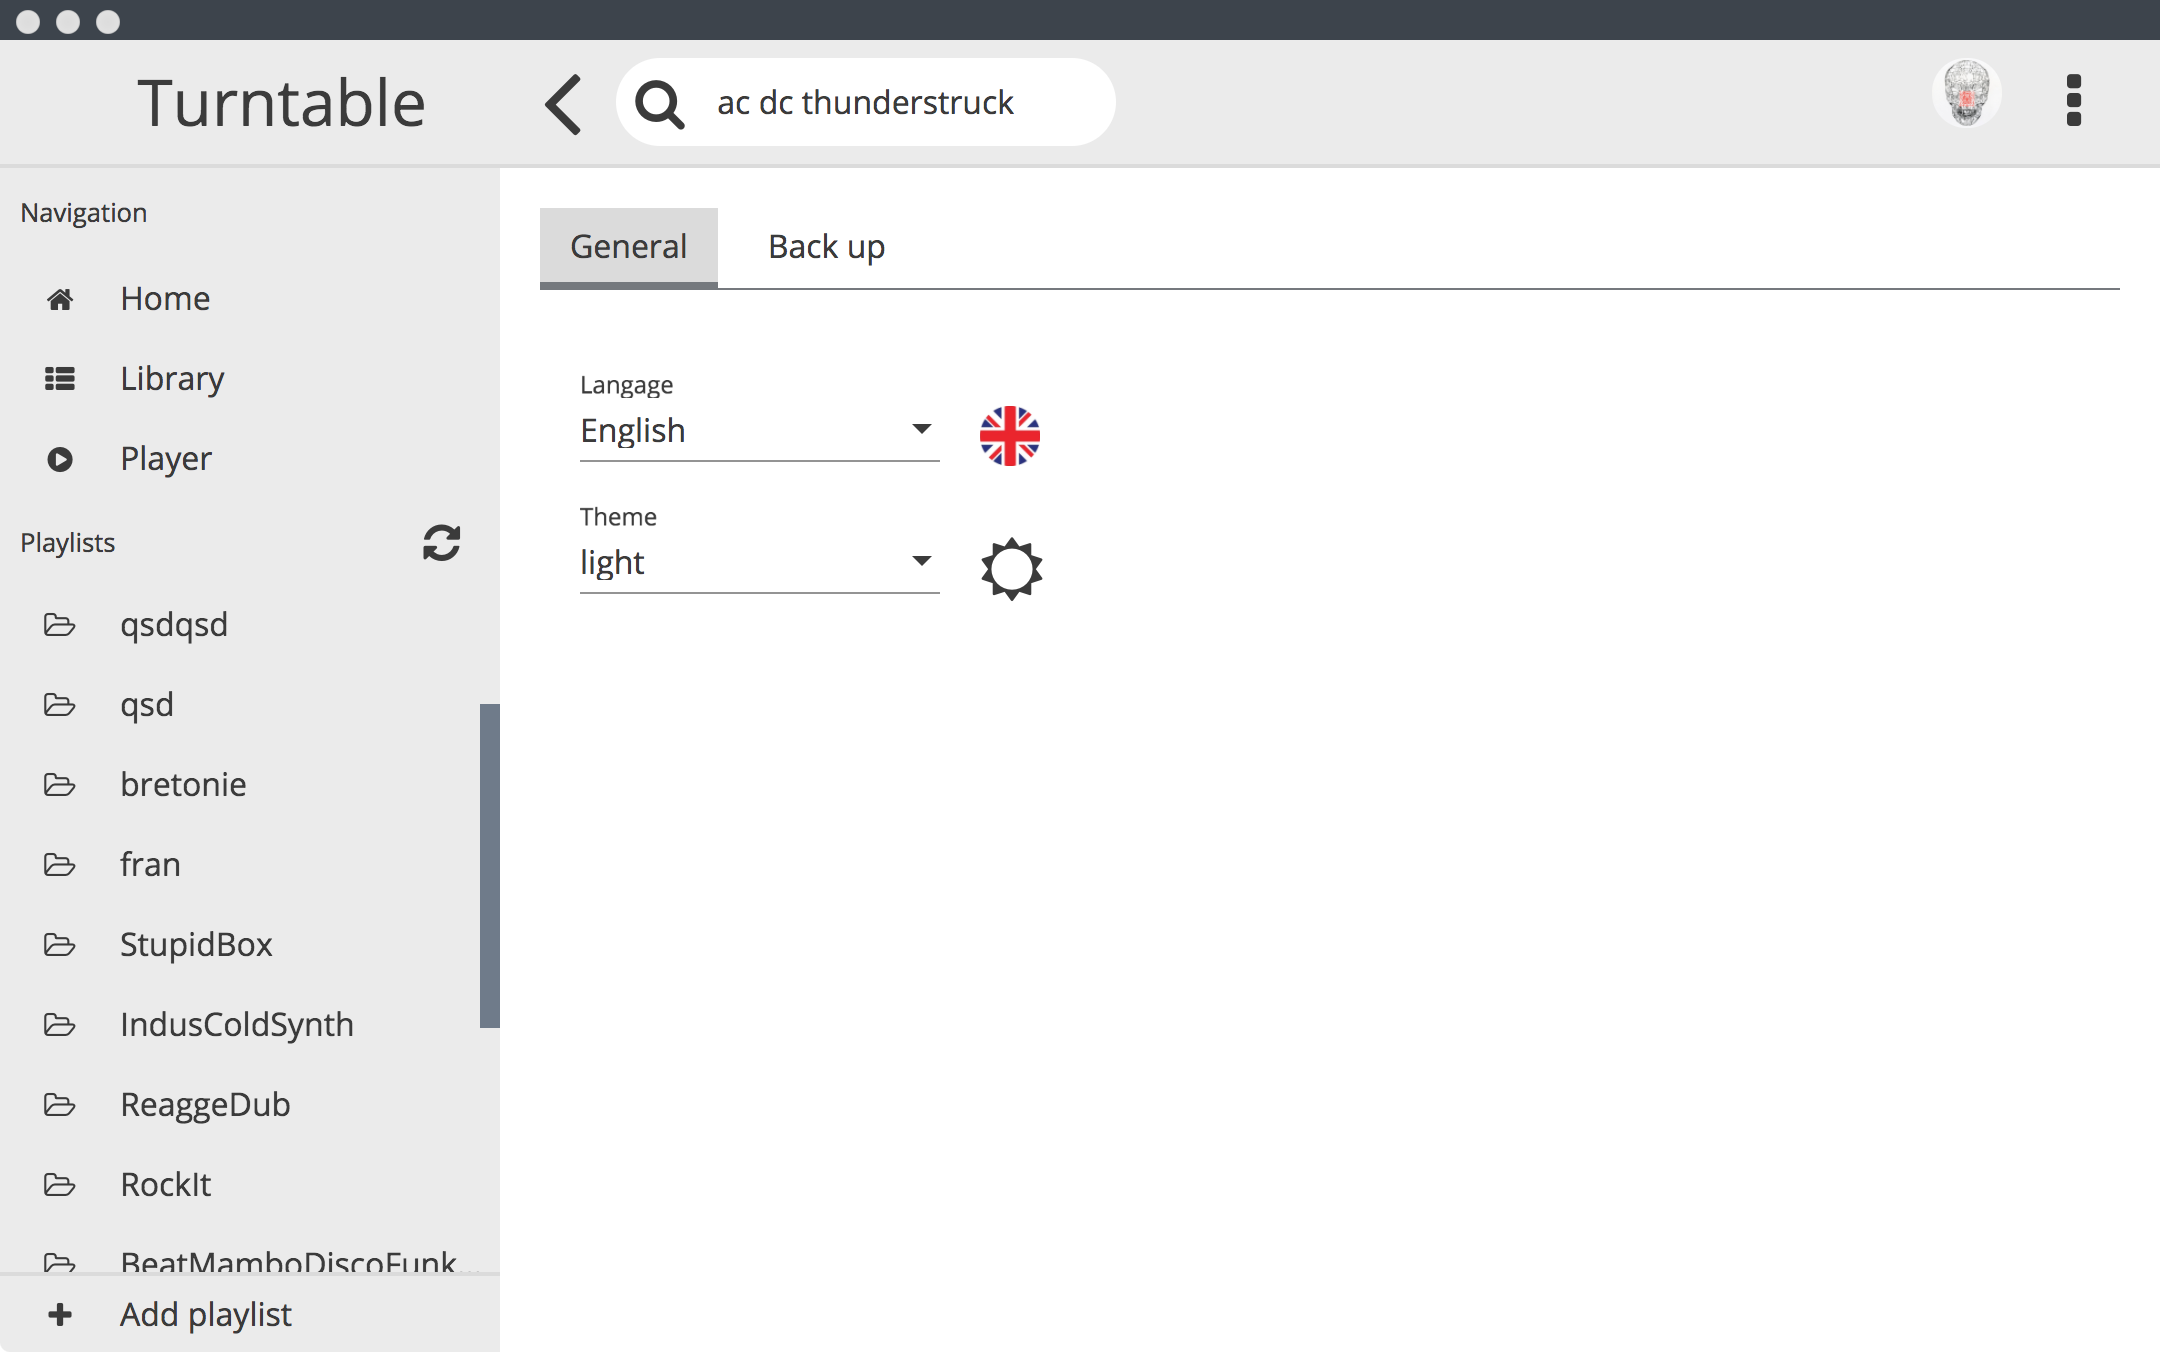 Turntable
ac dc thunderstruck
Navigation
Home
Library
Player
Playlists
qsdqsd
qsd
bretonie
fran
StupidBox
IndusColdSynth
ReaggeDub
RockIt
BeatMamboDiscoFunk...
Add playlist
General
Back up
Langage
English
Theme
light